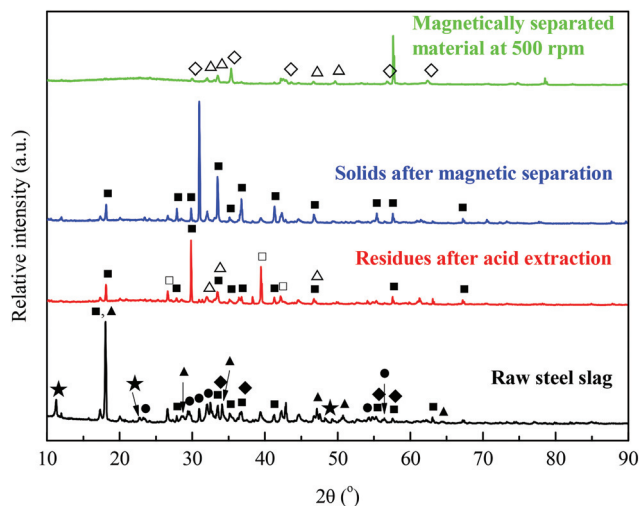 Magnetically separated
material at 500 rpm
Solids after magnetic separation
Residues after acid extraction
Raw steel slag
Relative intensity (a.u.)
10 20 30 40 50 60 70 80 90
2θ (°)